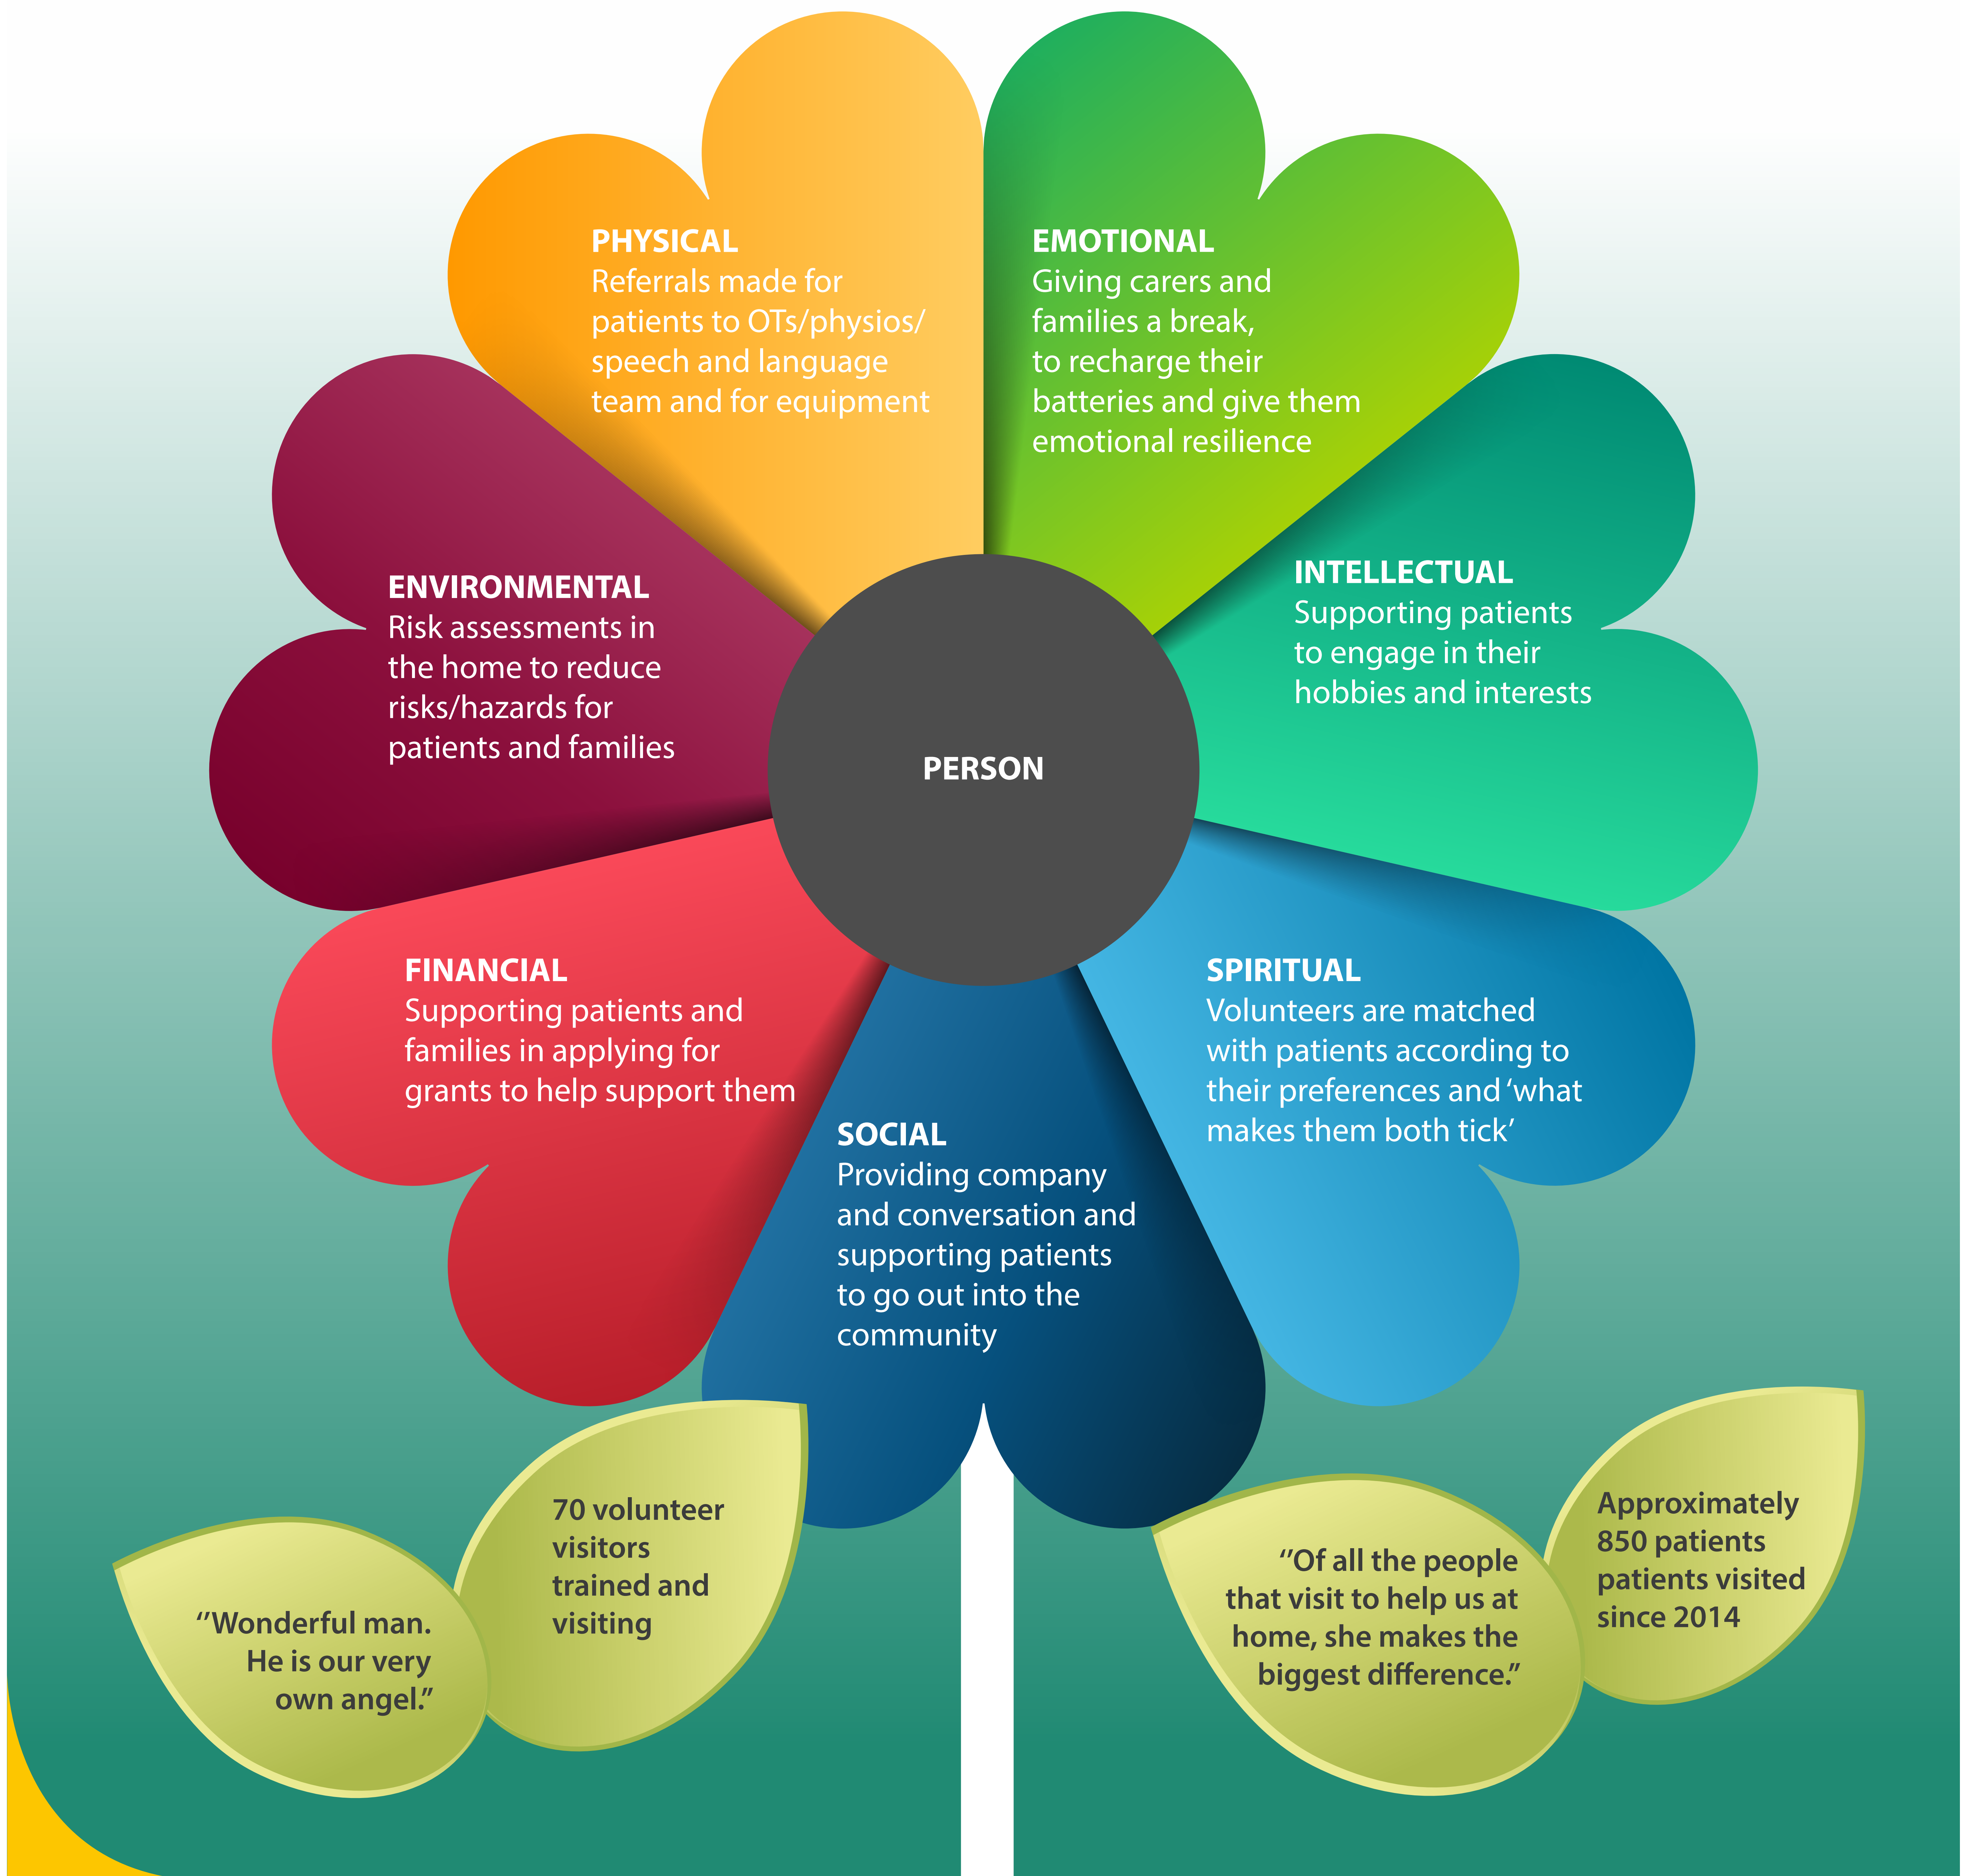 PHYSICAL
Referrals made for
patients to OTs/physios/
speech and language
team and for equipment
EMOTIONAL
Giving carers and
families a break,
to recharge their
batteries and give them
emotional resilience
ENVIRONMENTAL
Risk assessments in
the home to reduce
risks/hazards for
patients and families
PERSON
INTELLECTUAL
Supporting patients
to engage in their
hobbies and interests
FINANCIAL
Supporting patients and
families in applying for
grants to help support them
SOCIAL
Providing company
and conversation and
supporting patients
to go out into the
community
SPIRITUAL
Volunteers are matched
with patients according to
their preferences and ‘what
makes them both tick’
‘’Wonderful man.
He is our very
own angel.”
70 volunteer
visitors
trained and
visiting
‘’Of all the people
that visit to help us at
home, she makes the
biggest difference.”
Approximately
850 patients
patients visited
since 2014